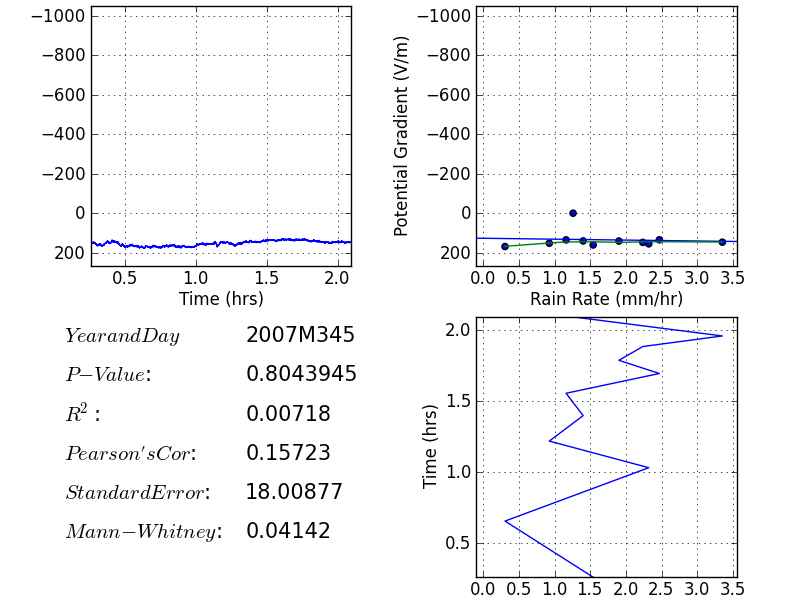 −1000
−800
−600
−400
−200
0
200
0.5 1.0 1.5 2.0
Time (hrs)
Potential Gradient (V/m)
−1000
−800
−600
−400
−200
0
200
0.0 0.5 1.0 1.5 2.0 2.5 3.0 3.5
Rain Rate (mm/hr)
YearandDay 2007M345
P−Value: 0.8043945
R² : 0.00718
Pearson'sCor: 0.15723
StandardError: 18.00877
Mann−Whitney: 0.04142
Time (hrs)
2.0
1.5
1.0
0.5
0.0 0.5 1.0 1.5 2.0 2.5 3.0 3.5